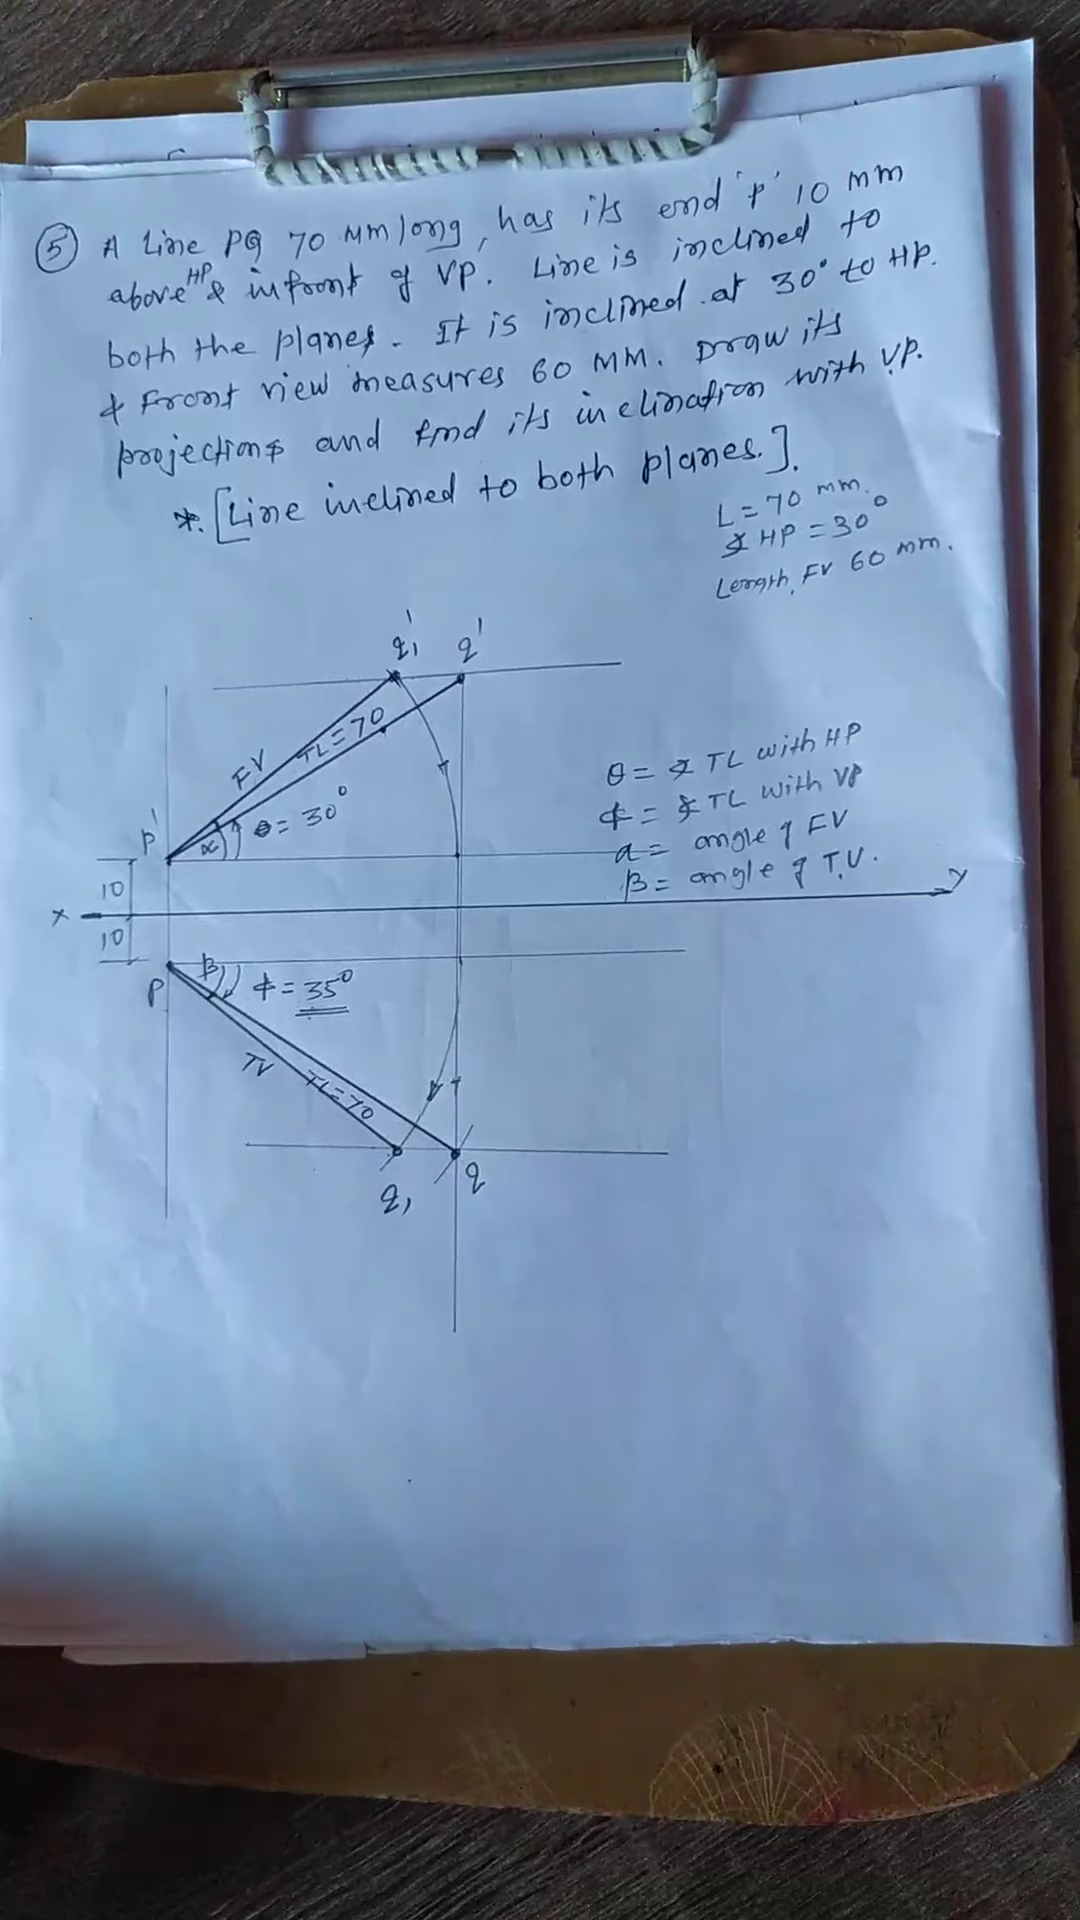 ⑤ A Line PQ 70 MM long, has its end 'p' 10 MM
above HP & infront of VP. Line is inclined to
both the planes. It is inclined at 30° to HP.
& Front view measures 60 MM. Draw its
projections and find its inclination with VP.
*. [Line inclined to both planes.].
L = 70 mm.
∡ HP = 30°
Length, FV 60 mm.
q₁' q'
FV
TL=70
p'
α
θ = 30°
θ = ∡ TL with HP
ϕ = ∡ TL with VP
a = angle of FV
β = angle of T.V.
10
X Y
10
p
β
ϕ = 35°
TV
TL=70
q₁ q